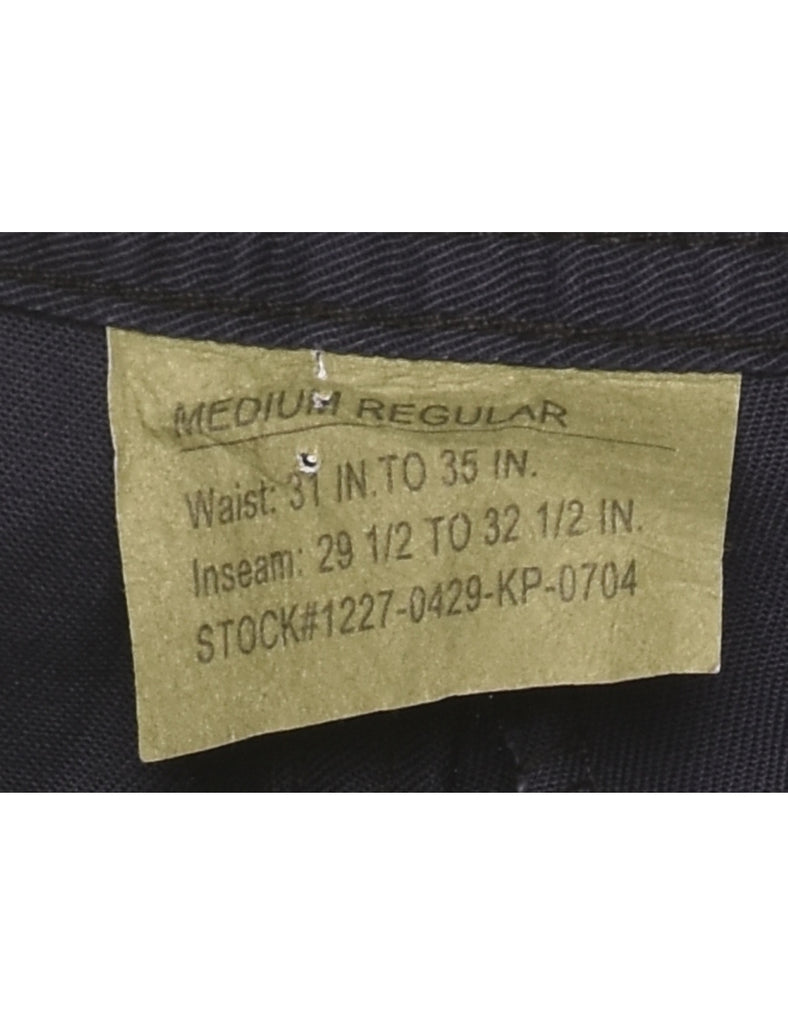 MEDIUM REGULAR
Waist: 31 IN. TO 35 IN.
Inseam: 29 1/2 TO 32 1/2 IN.
STOCK#1227-0429-KP-0704